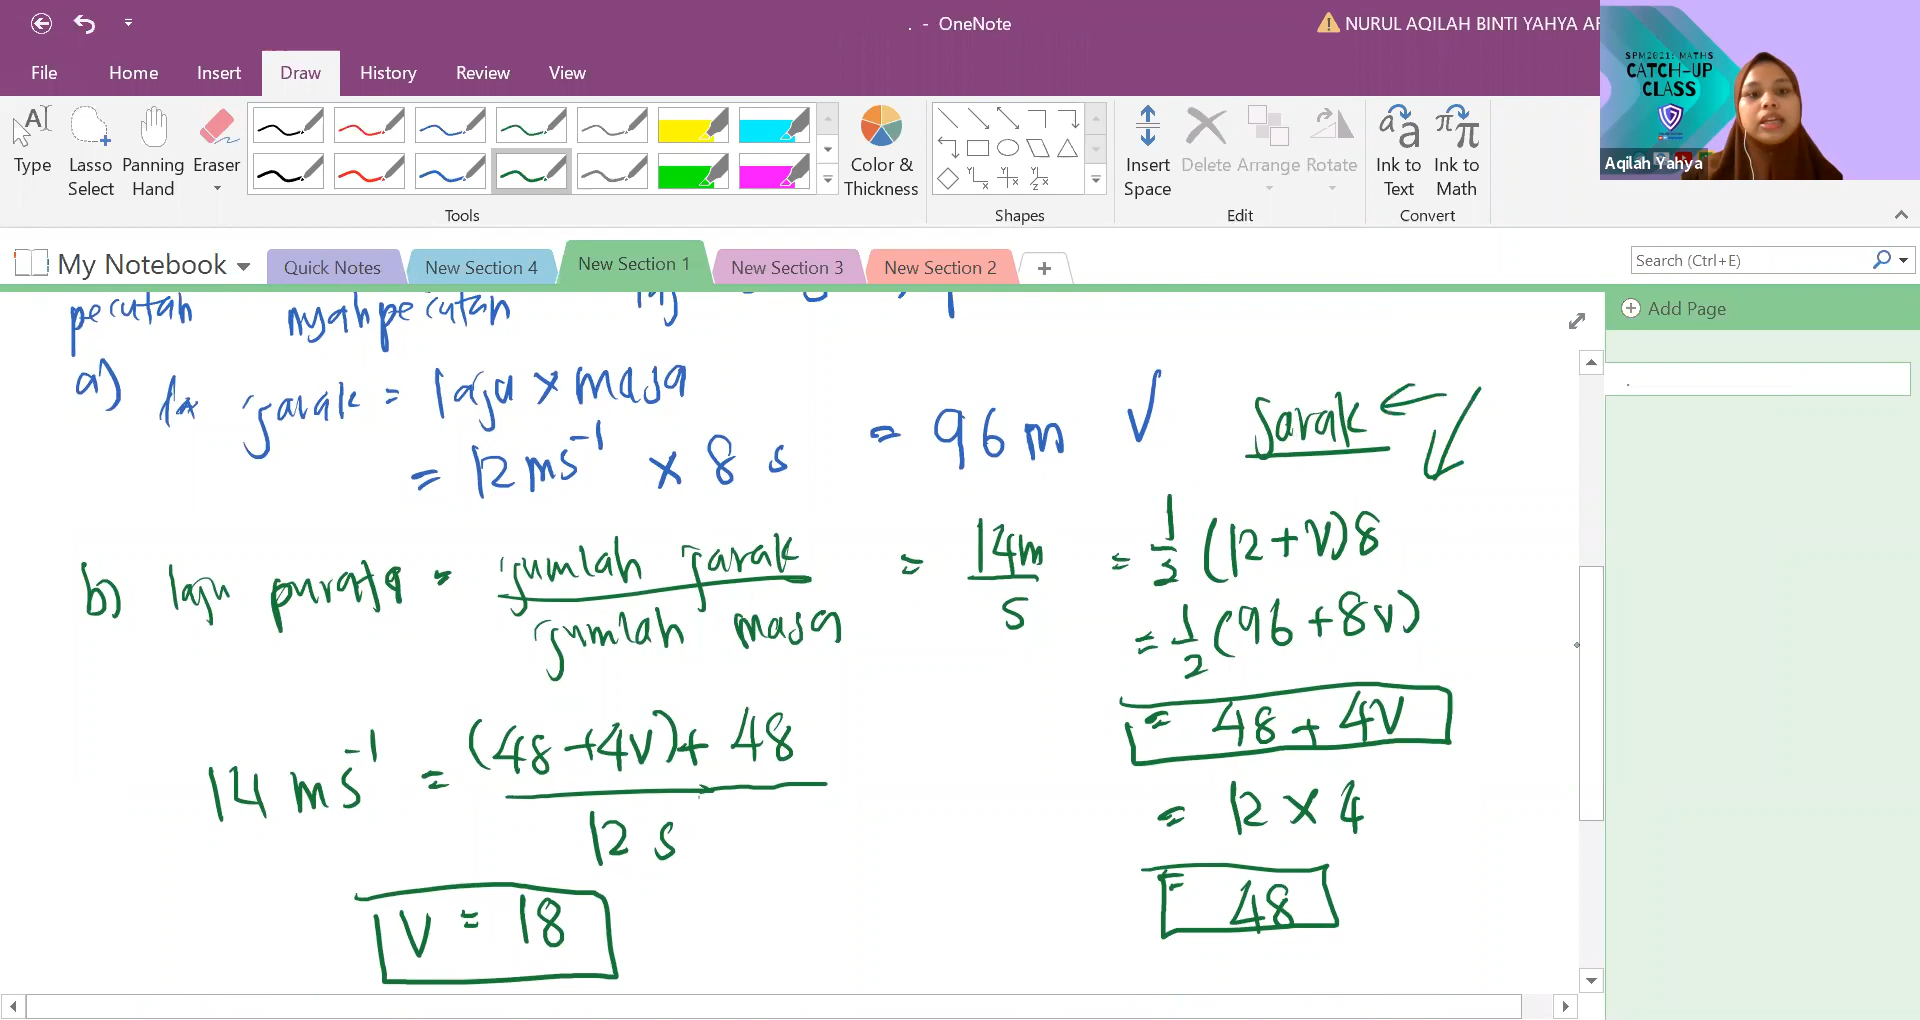 . - OneNote
NURUL AQILAH BINTI YAHYA AF
File Home Insert Draw History Review View
SPM2021: MATHS
CATCH-UP
CLASS
Aqilah Yahya
Type
Lasso Select
Panning Hand
Eraser
Color & Thickness
Insert Space
Delete
Arrange
Rotate
Ink to Text
Ink to Math
Tools
Shapes
Edit
Convert
My Notebook
Quick Notes
New Section 4
New Section 1
New Section 3
New Section 2
Search (Ctrl+E)
Add Page
.
pecutan nyahpecutan
a) jarak = laju × masa
= 12 ms⁻¹ × 8 s = 96 m ✓
Jarak
b) laju purata = jumlah jarak / jumlah masa = 14m / s
= 1/2 (12 + V)8
= 1/2 (96 + 8V)
= 48 + 4V
= 12 × 4
= 48
14 ms⁻¹ = (48 + 4V) + 48 / 12 s
V = 18